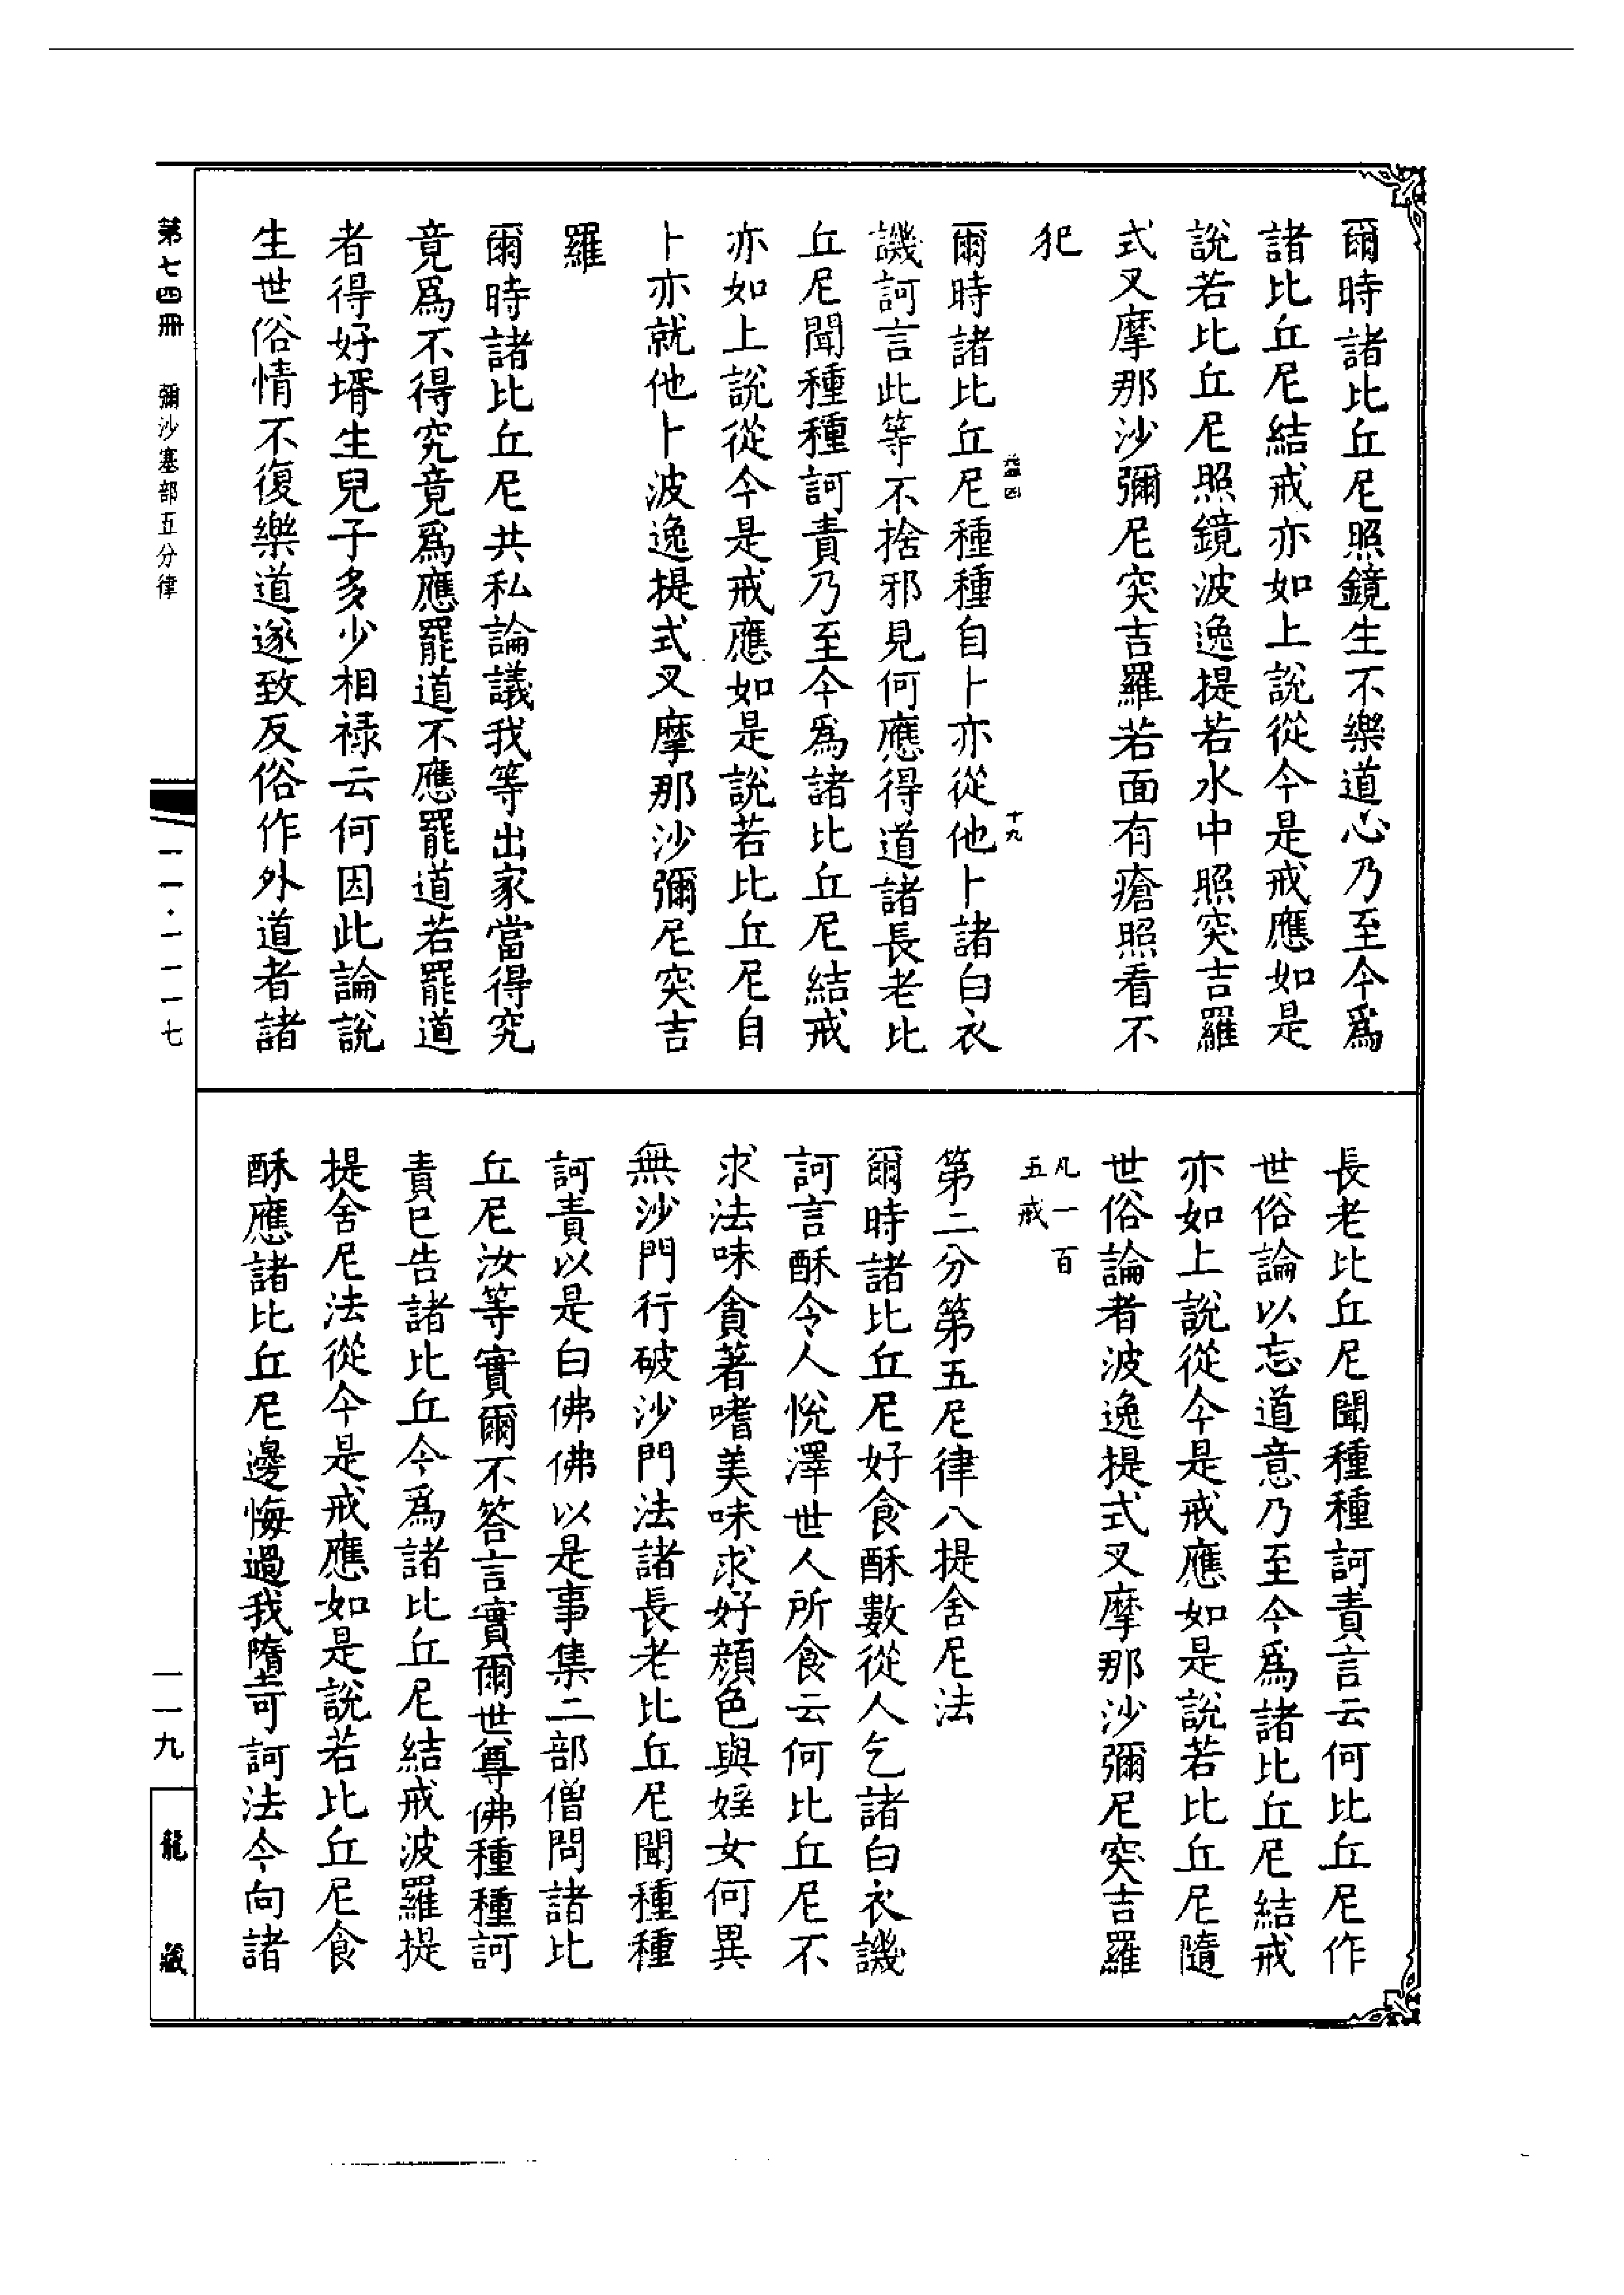 爾時諸比丘尼照鏡生不樂道心乃至今爲
諸比丘尼結戒亦如上說從今是戒應如是
說若比丘尼照鏡波逸提若水中照突吉羅
式叉摩那沙彌尼突吉羅若面有瘡照看不
犯
十九
爾時諸比丘尼種種自卜亦從他卜諸白衣
譏訶言此等不捨邪見何應得道諸長老比
丘尼聞種種訶責乃至今爲諸比丘尼結戒
亦如上說從今是戒應如是說若比丘尼自
卜亦就他卜波逸提式叉摩那沙彌尼突吉
羅
爾時諸比丘尼共私論議我等出家當得究
竟爲不得究竟爲應罷道不應罷道若罷道
者得好壻生兒子多少相祿云何因此論說
生世俗情不復樂道遂致反俗作外道者諸
長老比丘尼聞種種訶責言云何比丘尼作
世俗論以忘道意乃至今爲諸比丘尼結戒
亦如上說從今是戒應如是說若比丘尼隨
世俗論者波逸提式叉摩那沙彌尼突吉羅
凡一百
五戒
第二分第五尼律八提舍尼法
爾時諸比丘尼好食酥數從人乞諸白衣譏
訶言酥令人悅澤世人所食云何比丘尼不
求法味貪著嗜美味求好顏色與婬女何異
無沙門行破沙門法諸長老比丘尼聞種種
訶責以是白佛佛以是事集二部僧問諸比
丘尼汝等實爾不答言實爾世尊佛種種訶
責已告諸比丘今爲諸比丘尼結戒波羅提
提舍尼法從今是戒應如是說若比丘尼食
酥應諸比丘尼邊悔過我墮可訶法今向諸
第七四冊 彌沙塞部五分律
一一·一一一七
一一九
龍藏